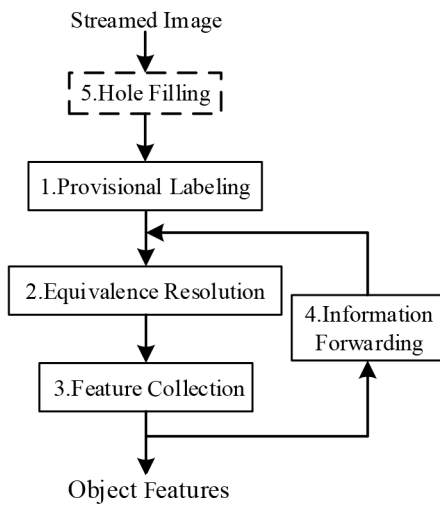 Streamed Image
5.Hole Filling
1.Provisional Labeling
2.Equivalence Resolution
4.Information
Forwarding
3.Feature Collection
Object Features